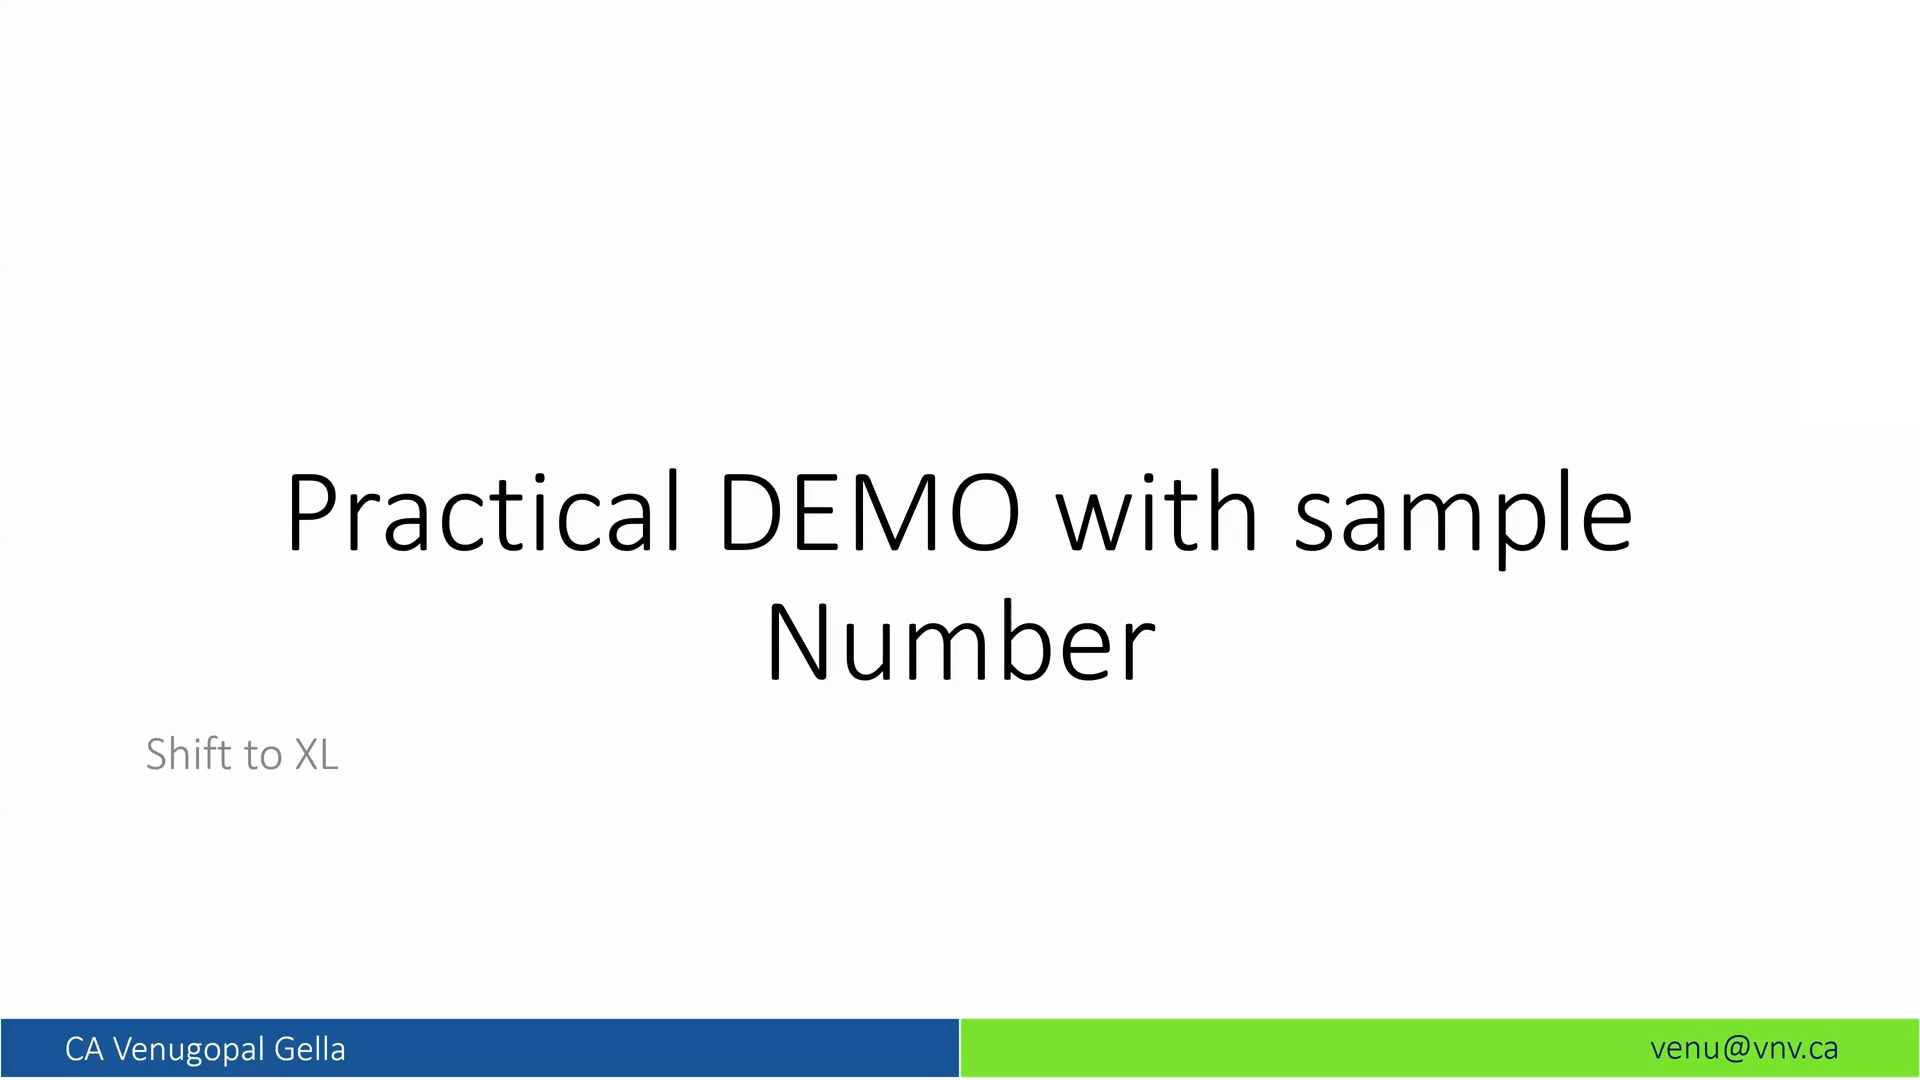 Practical DEMO with sample
Number
Shift to XL
CA Venugopal Gella
venu@vnv.ca